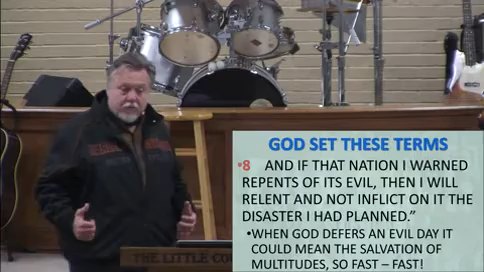 GOD SET THESE TERMS
8 AND IF THAT NATION I WARNED
REPENTS OF ITS EVIL, THEN I WILL
RELENT AND NOT INFLICT ON IT THE
DISASTER I HAD PLANNED.”
•WHEN GOD DEFERS AN EVIL DAY IT
COULD MEAN THE SALVATION OF
MULTITUDES, SO FAST – FAST!
THE LITTLE